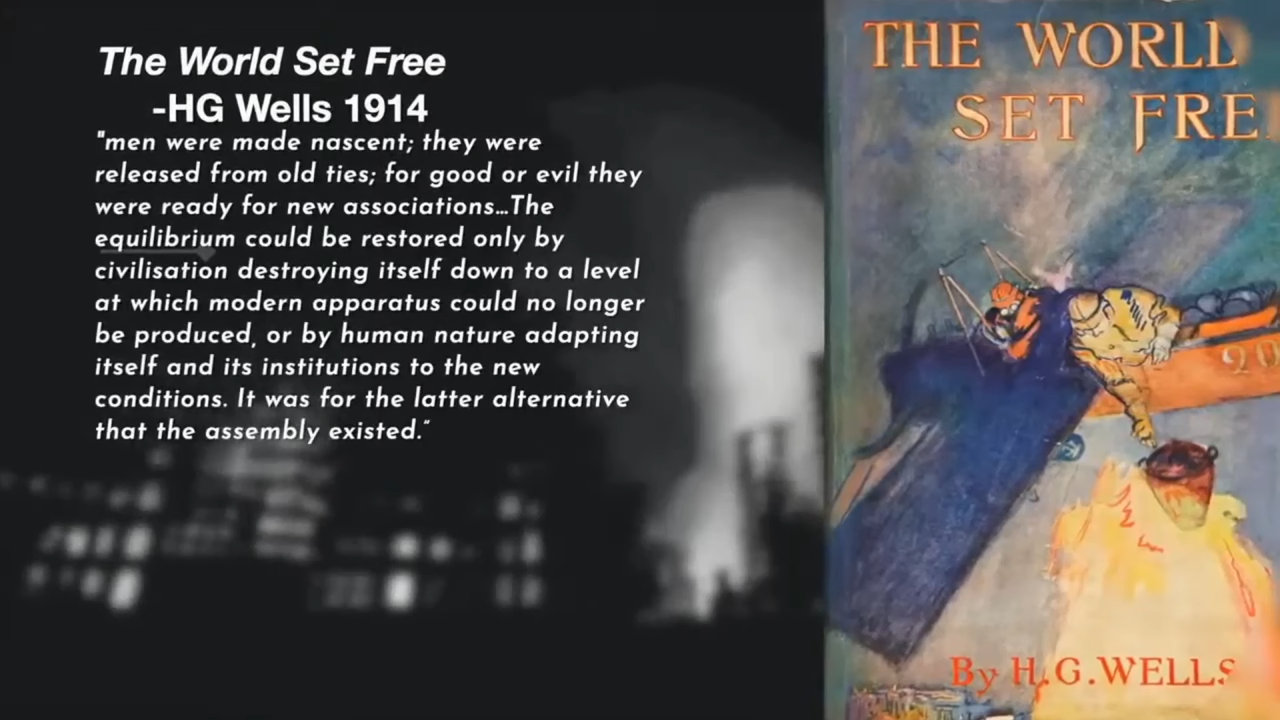 The World Set Free
-HG Wells 1914
"men were made nascent; they were
released from old ties; for good or evil they
were ready for new associations...The
equilibrium could be restored only by
civilisation destroying itself down to a level
at which modern apparatus could no longer
be produced, or by human nature adapting
itself and its institutions to the new
conditions. It was for the latter alternative
that the assembly existed."
THE WORLD
SET FREE
20
By H.G.WELLS